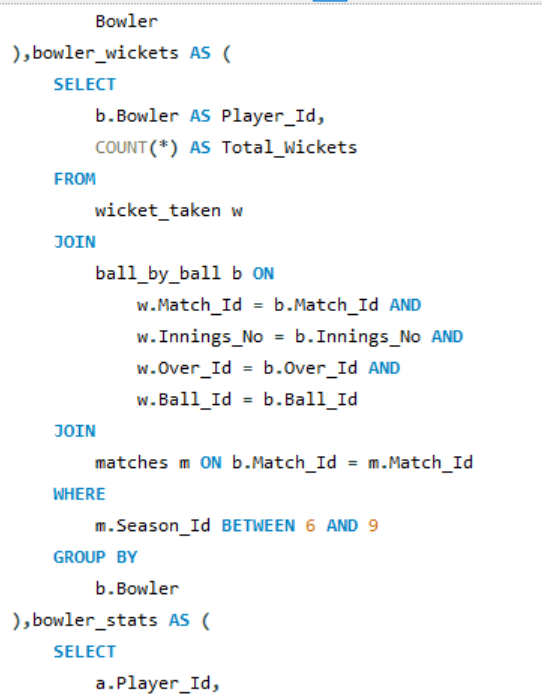 Bowler
),bowler_wickets AS (
SELECT
b.Bowler AS Player_Id,
COUNT(*) AS Total_Wickets
FROM
wicket_taken w
JOIN
ball_by_ball b ON
w.Match_Id = b.Match_Id AND
w.Innings_No = b.Innings_No AND
w.Over_Id = b.Over_Id AND
w.Ball_Id = b.Ball_Id
JOIN
matches m ON b.Match_Id = m.Match_Id
WHERE
m.Season_Id BETWEEN 6 AND 9
GROUP BY
b.Bowler
),bowler_stats AS (
SELECT
a.Player_Id,